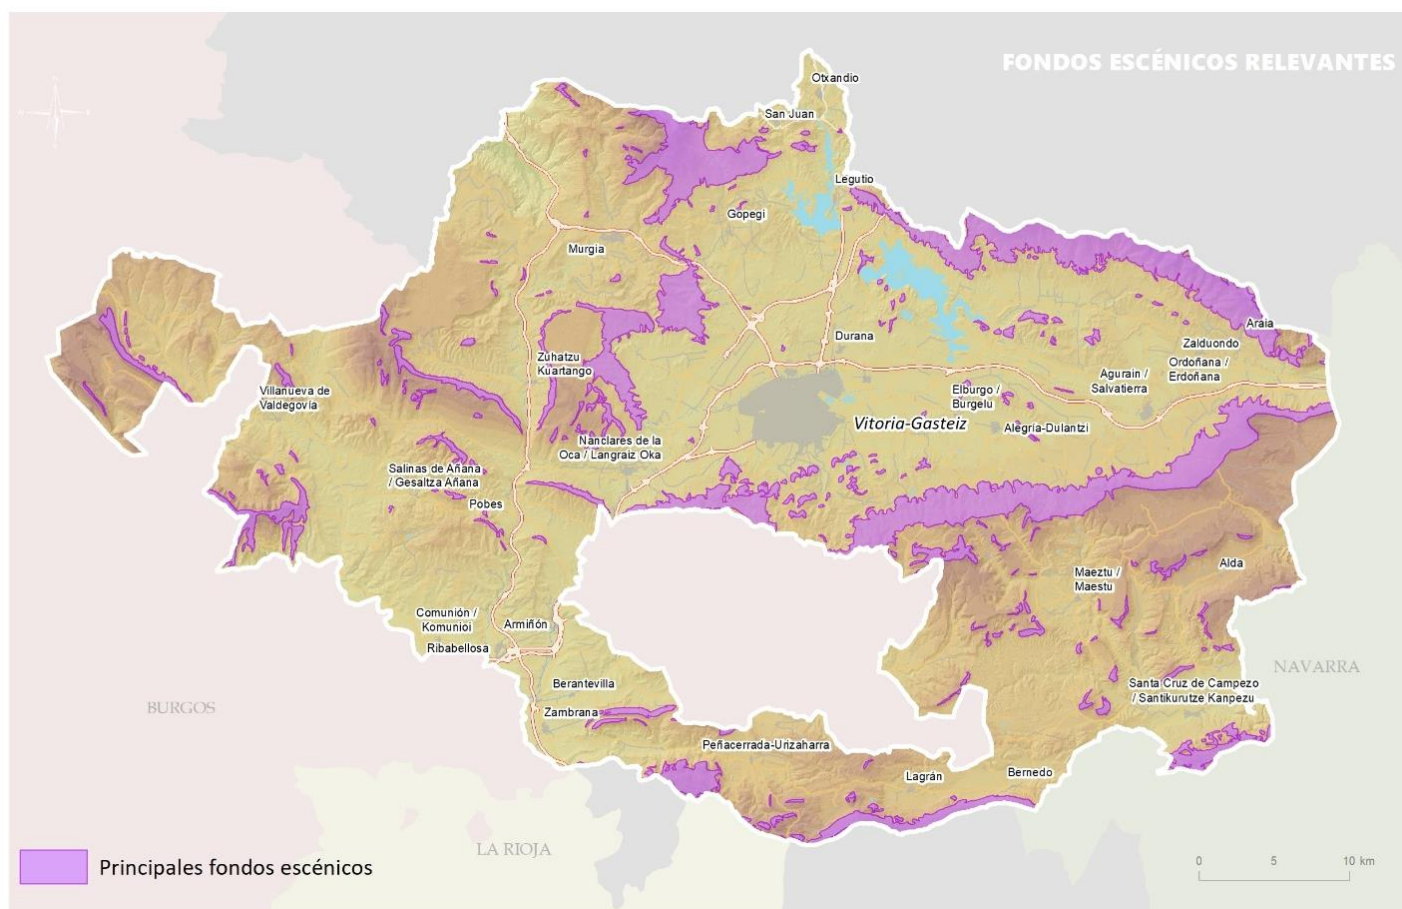 FONDOS ESCÉNICOS RELEVANTES
Otxandio
San Juan
Legutio
Gopegi
Murgia
Araia
Durana
Zalduondo
Zuhatzu
Kuartango
Ordoñana /
Erdoñana
Agurain /
Salvatierra
Villanueva de
Valdegovía
Elburgo /
Burgelu
Vitoria-Gasteiz
Alegría-Dulantzi
Nanclares de la
Oca / Langraiz Oka
Salinas de Añana
/ Gesaltza Añana
Pobes
Alda
Maeztu /
Maestu
Comunión /
Komunioi
Armiñón
Ribabellosa
NAVARRA
Berantevilla
Santa Cruz de Campezo
/ Santikurutze Kanpezu
BURGOS
Zambrana
Peñacerrada-Urizaharra
Lagrán
Bernedo
LA RIOJA
Principales fondos escénicos
0 5 10 km